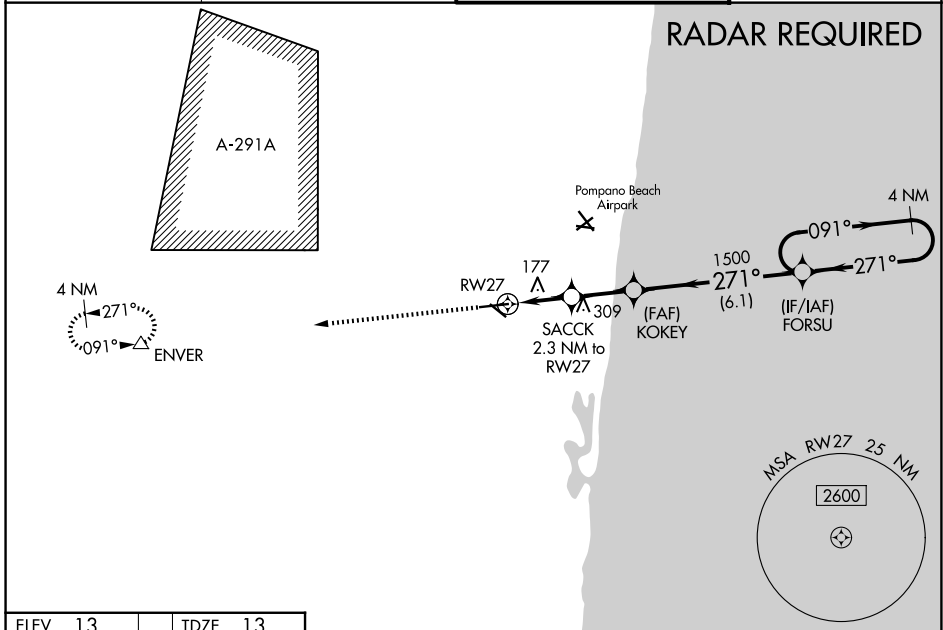 RADAR REQUIRED
A-291A
Pompano Beach
Airpark
4 NM
091°
271°
1500
271°
(6.1)
(IF/IAF)
FORSU
(FAF)
KOKEY
177
309
RW27
SACCK
2.3 NM to
RW27
4 NM
271°
091°
ENVER
MSA RW27 25 NM
2600
ELEV 13
TDZE 13